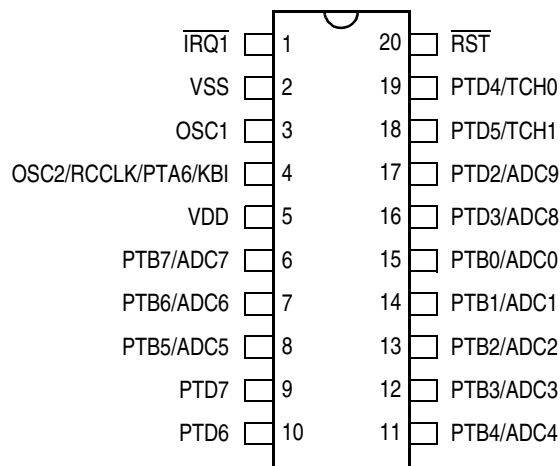 IRQ1 1 20 RST
VSS 2 19 PTD4/TCH0
OSC1 3 18 PTD5/TCH1
OSC2/RCCLK/PTA6/KBI 4 17 PTD2/ADC9
VDD 5 16 PTD3/ADC8
PTB7/ADC7 6 15 PTB0/ADC0
PTB6/ADC6 7 14 PTB1/ADC1
PTB5/ADC5 8 13 PTB2/ADC2
PTD7 9 12 PTB3/ADC3
PTD6 10 11 PTB4/ADC4